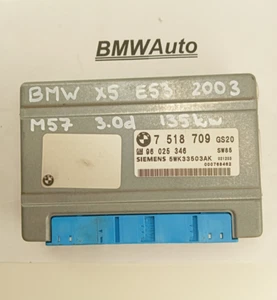 BMWAuto
BMW X5 E53 2003
M57 3.0d 135kw
7 518 709 GS20
GM 96 025 346 SW85
SIEMENS 5WK33503AK